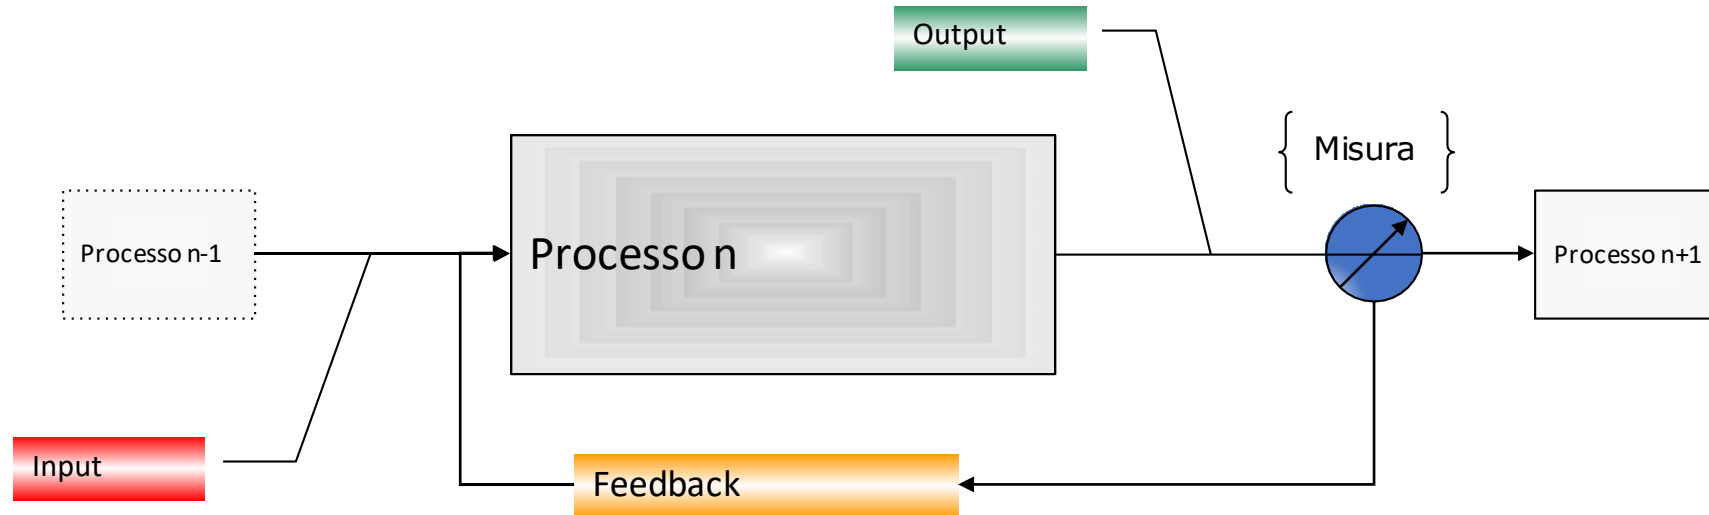 Output
{ Misura }
Processo n-1
Processo n
Processo n+1
Input
Feedback